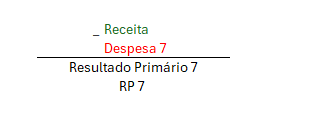 _ Receita
Despesa 7
Resultado Primário 7
RP 7